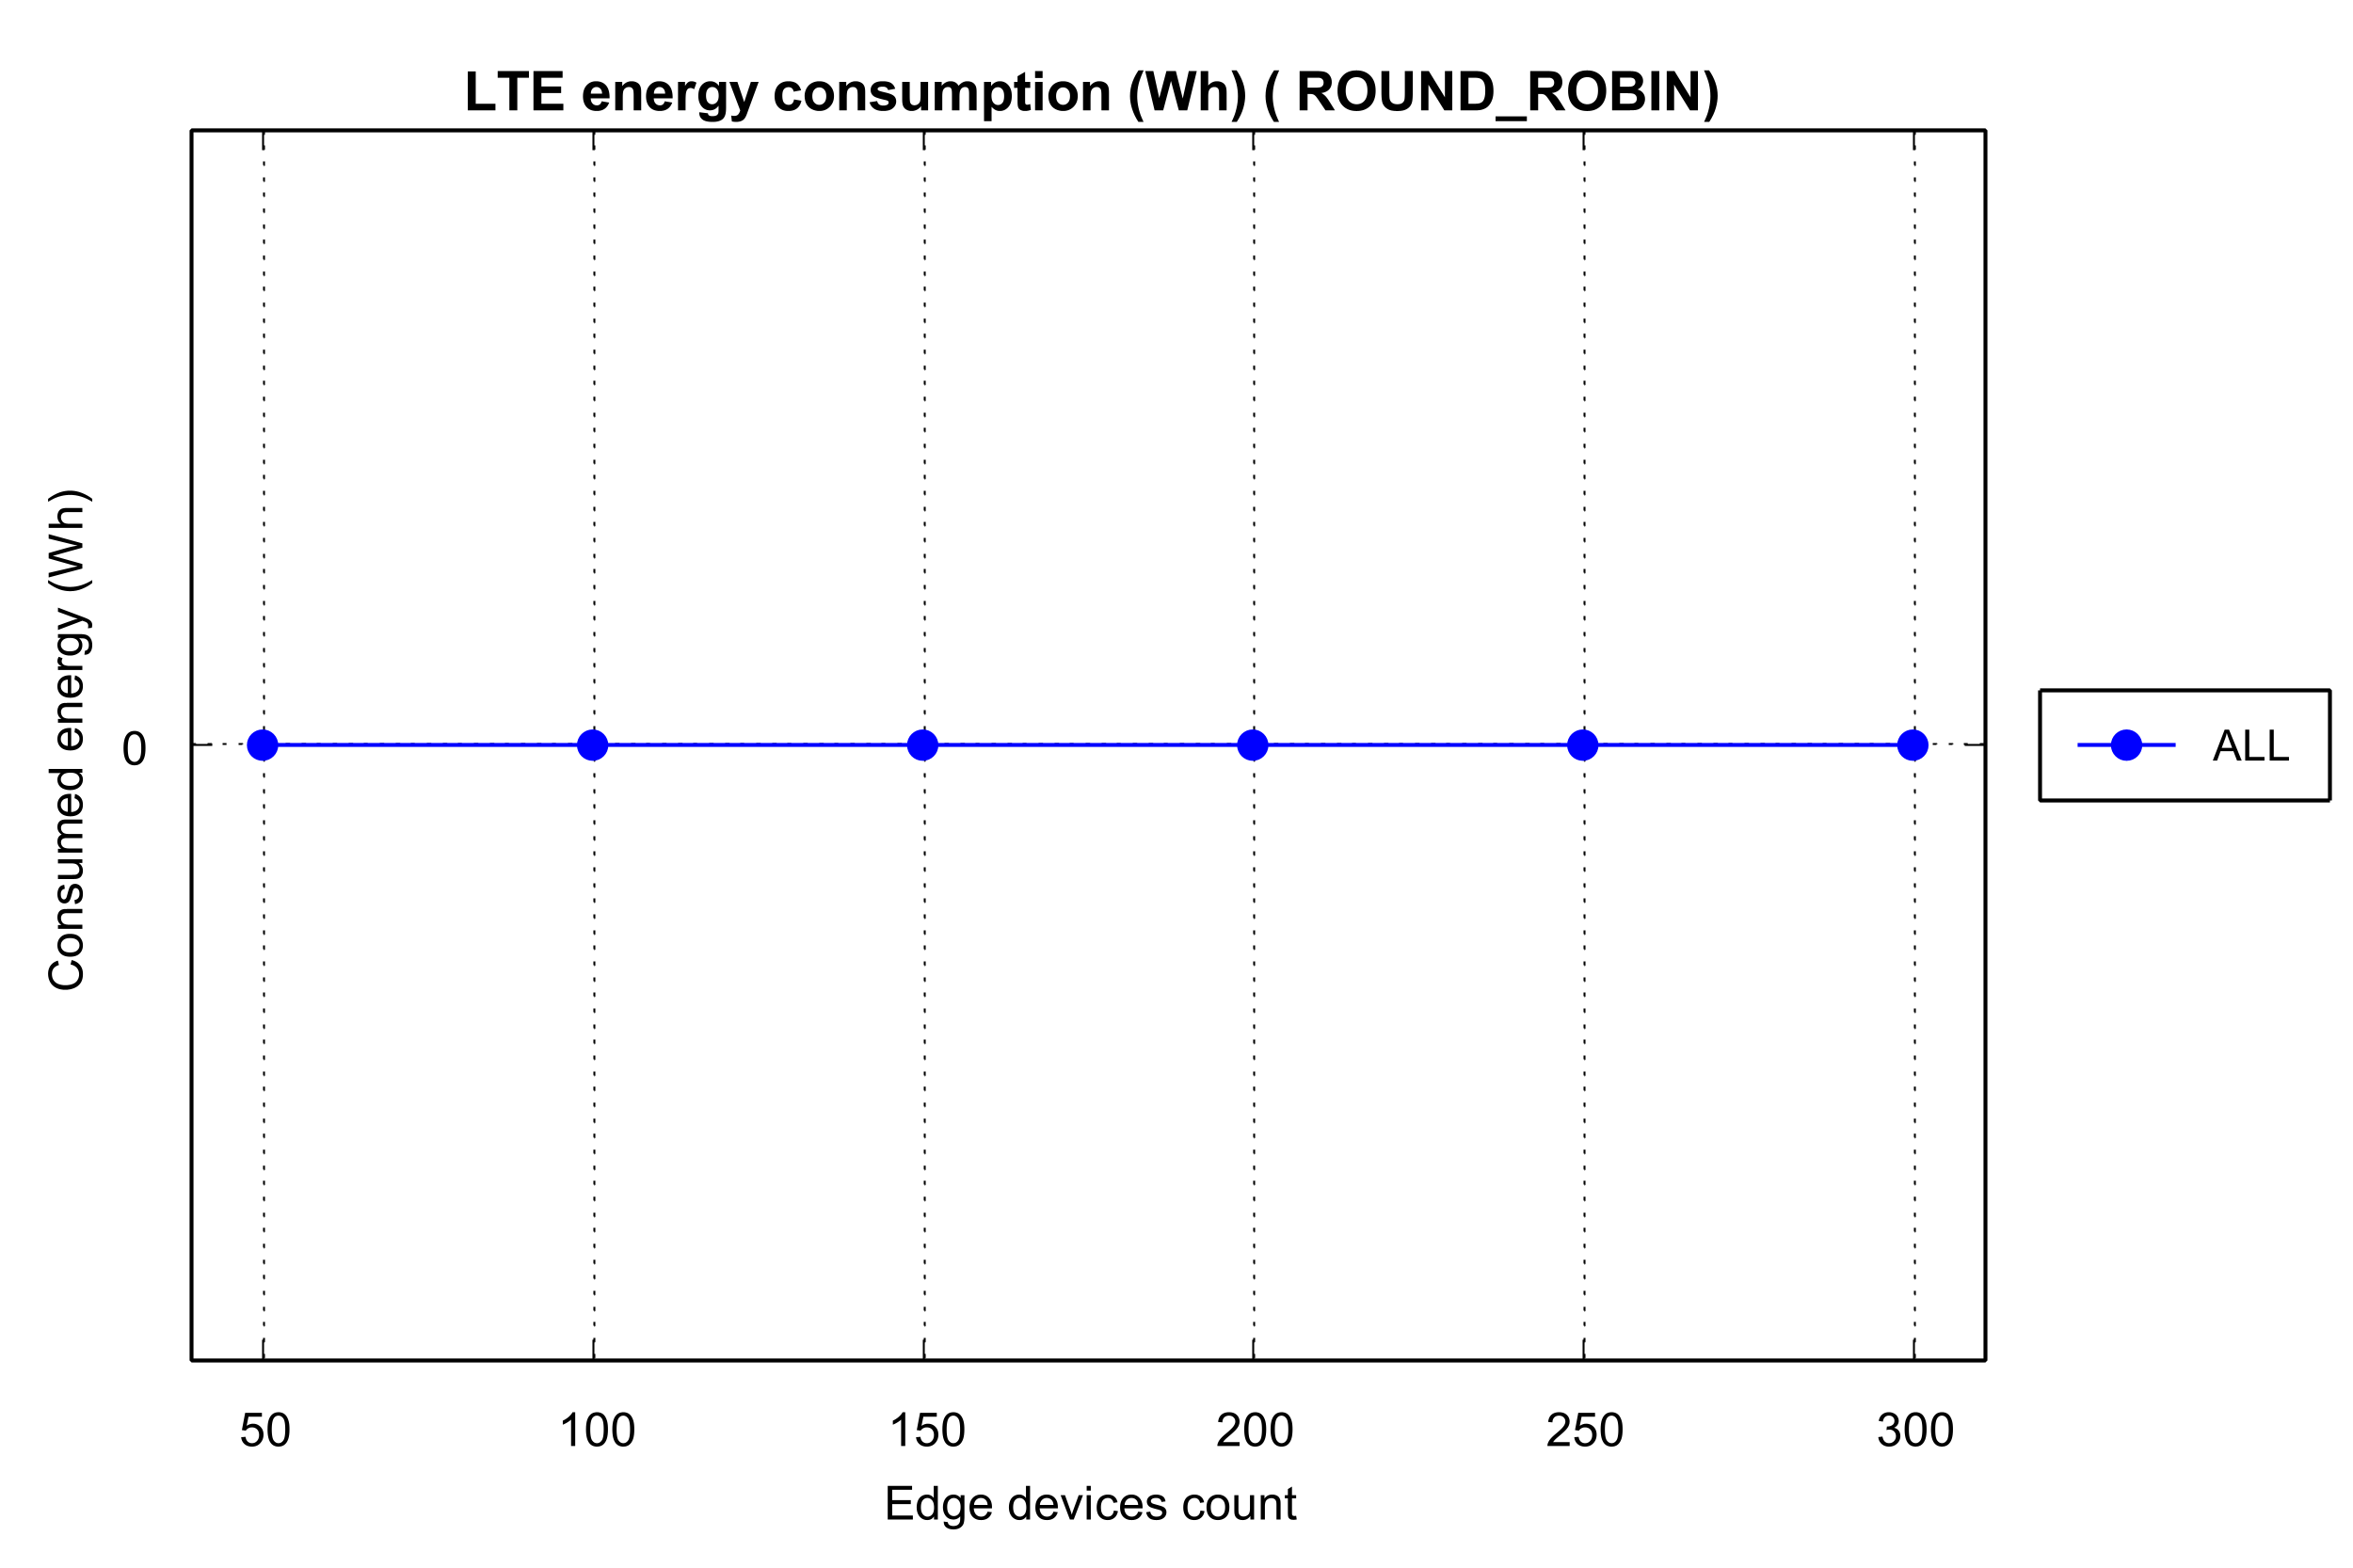 LTE energy consumption (Wh) ( ROUND_ROBIN)
Consumed energy (Wh)
0
ALL
50 100 150 200 250 300
Edge devices count